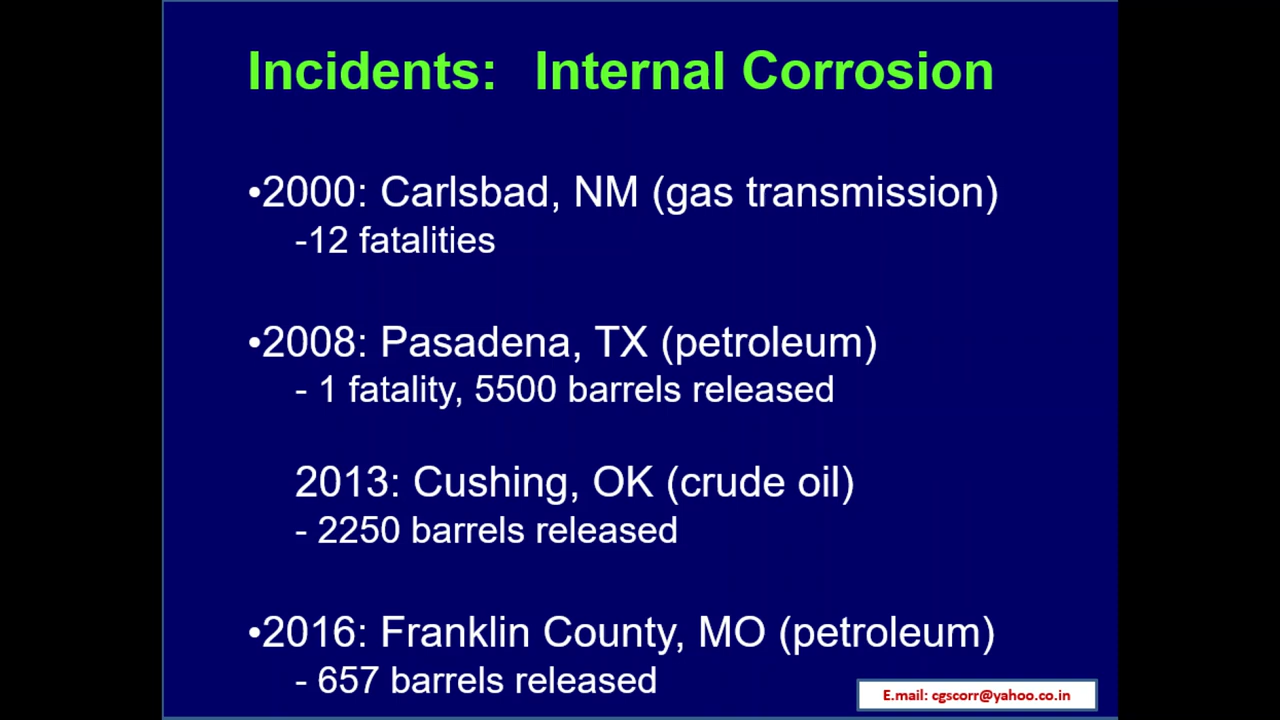 Incidents: Internal Corrosion
•2000: Carlsbad, NM (gas transmission)
-12 fatalities
•2008: Pasadena, TX (petroleum)
- 1 fatality, 5500 barrels released
2013: Cushing, OK (crude oil)
- 2250 barrels released
•2016: Franklin County, MO (petroleum)
- 657 barrels released
E.mail: cgscorr@yahoo.co.in